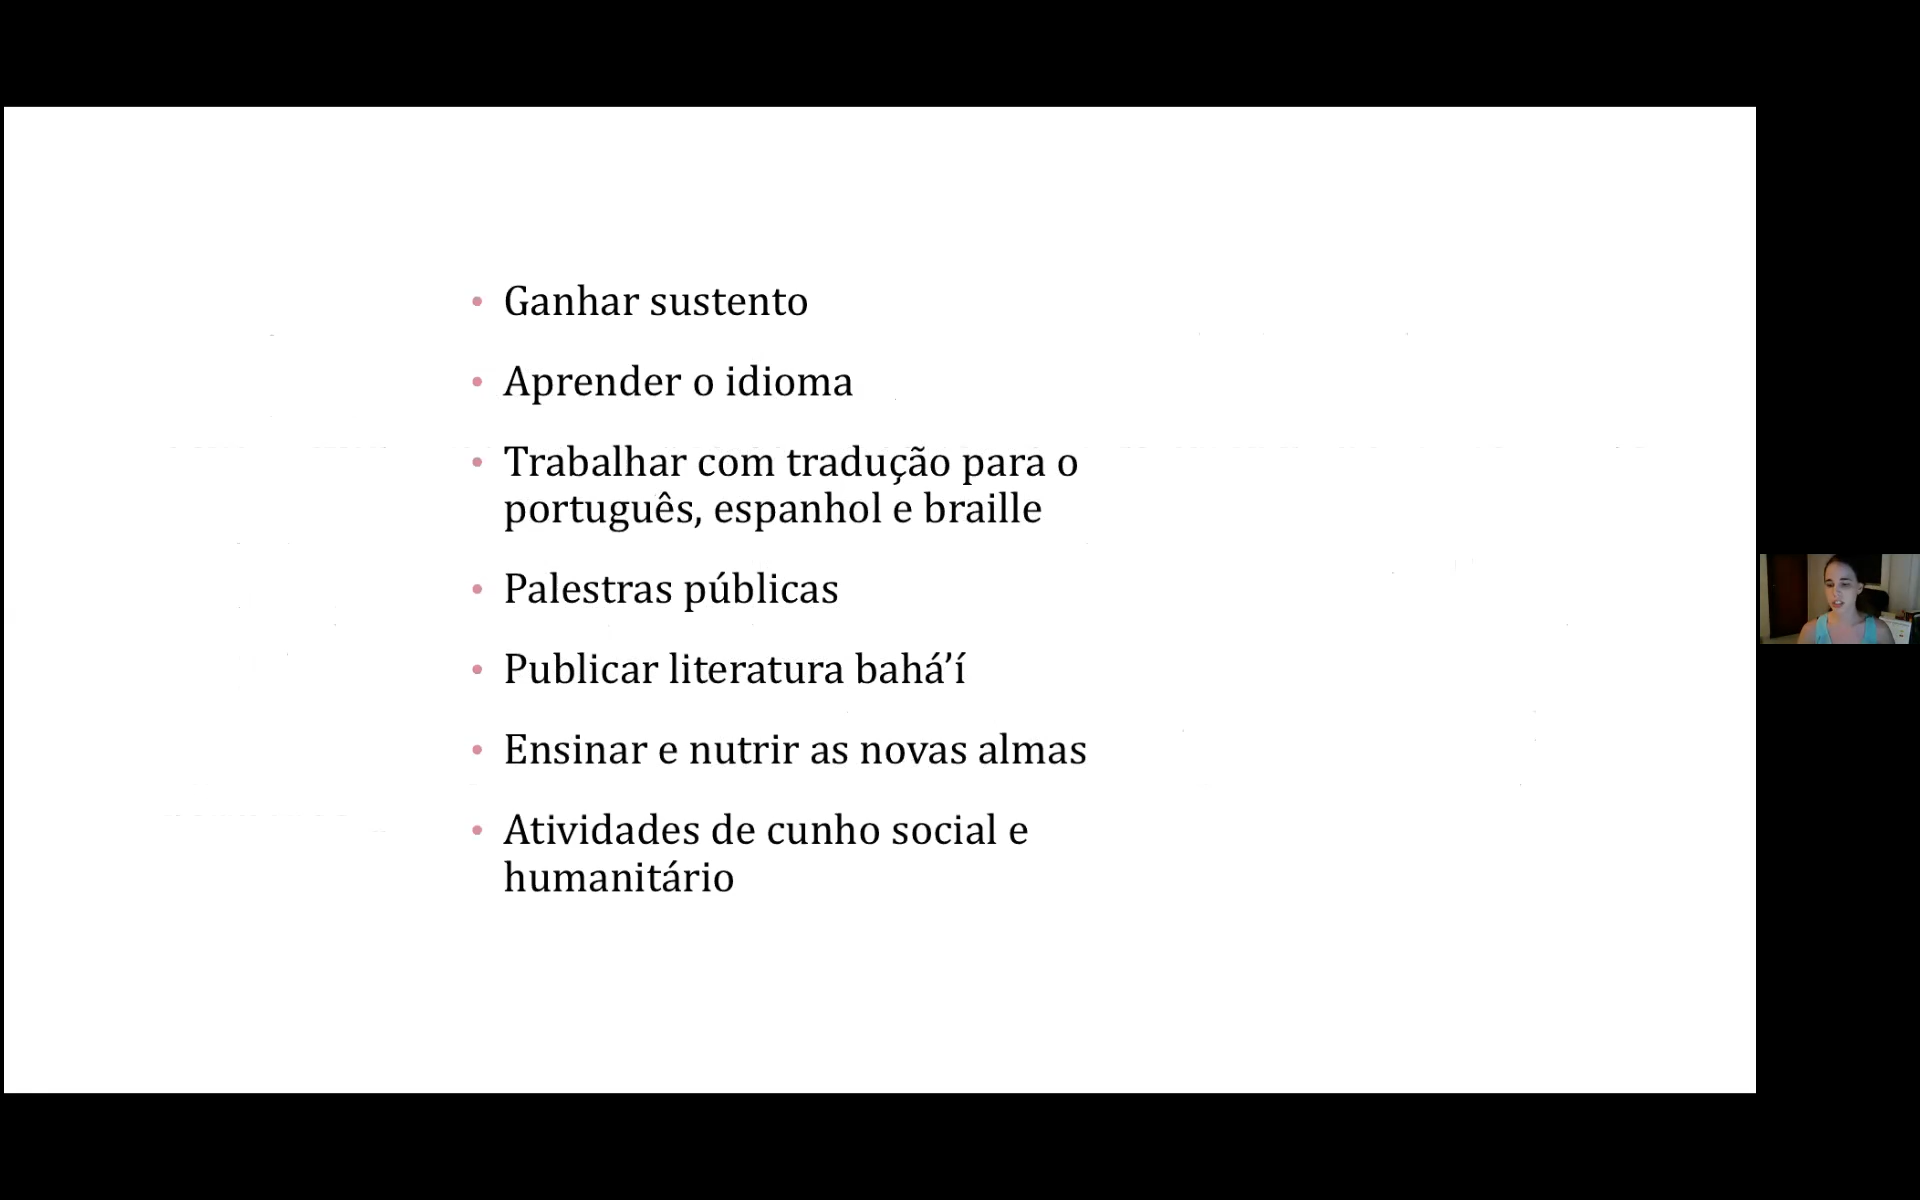 • Ganhar sustento
• Aprender o idioma
• Trabalhar com tradução para o
português, espanhol e braille
• Palestras públicas
• Publicar literatura bahá’í
• Ensinar e nutrir as novas almas
• Atividades de cunho social e
humanitário